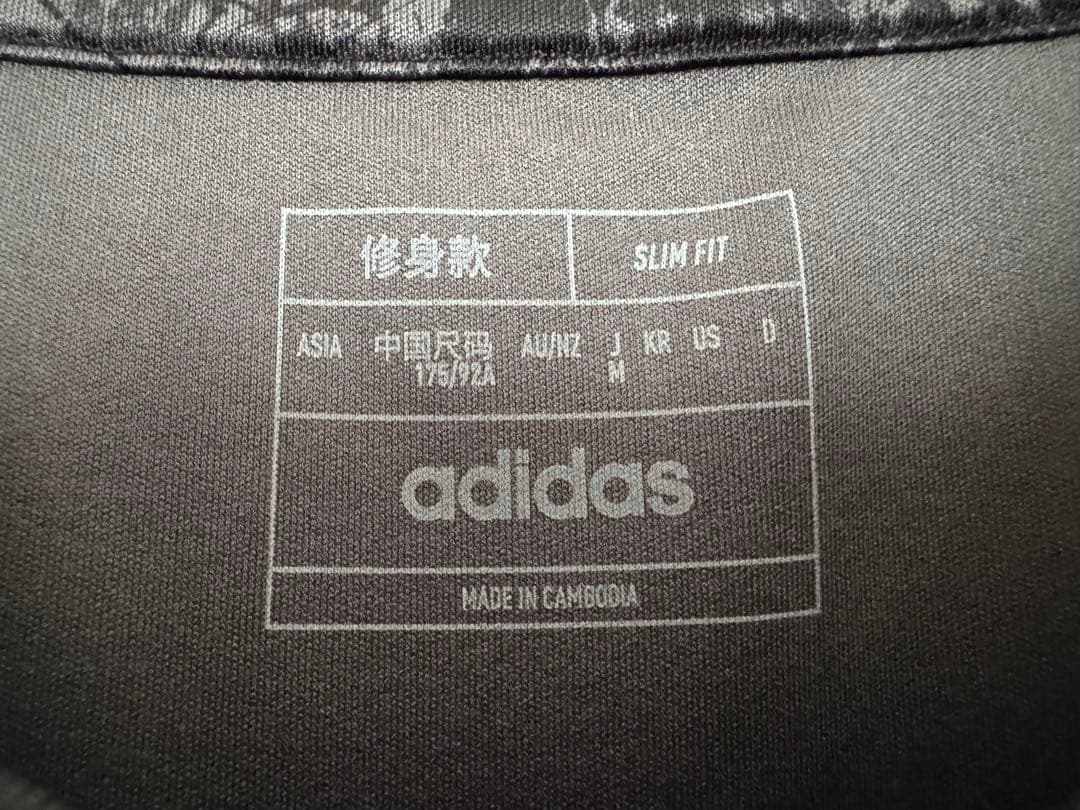 修身款 SLIM FIT
ASIA 中国尺码 AU/NZ J KR US D
175/92A M
adidas
MADE IN CAMBODIA